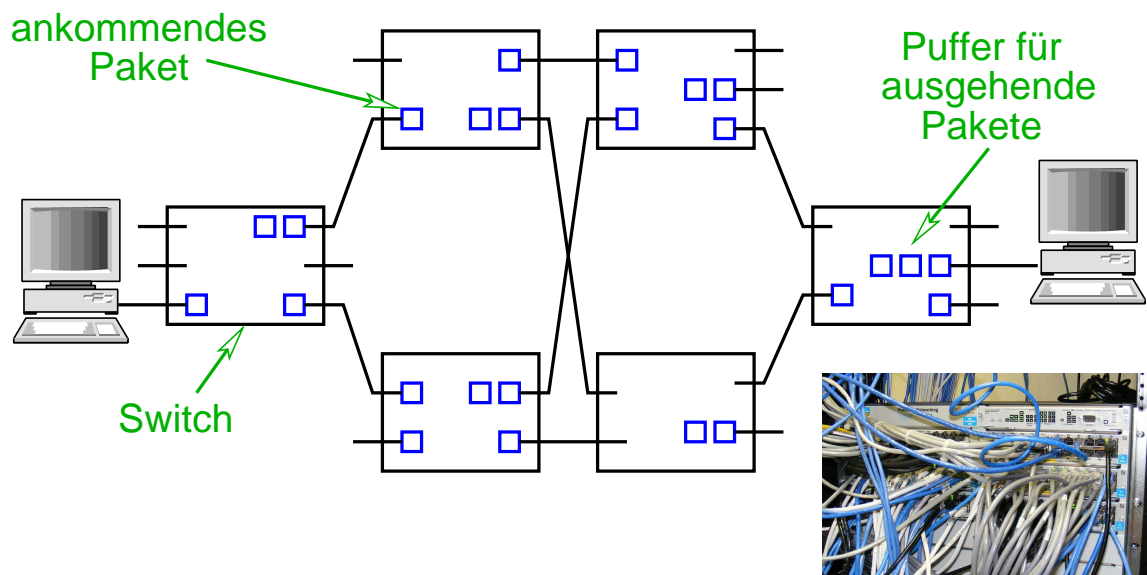 ankommendes
Paket
Puffer für
ausgehende
Pakete
Switch